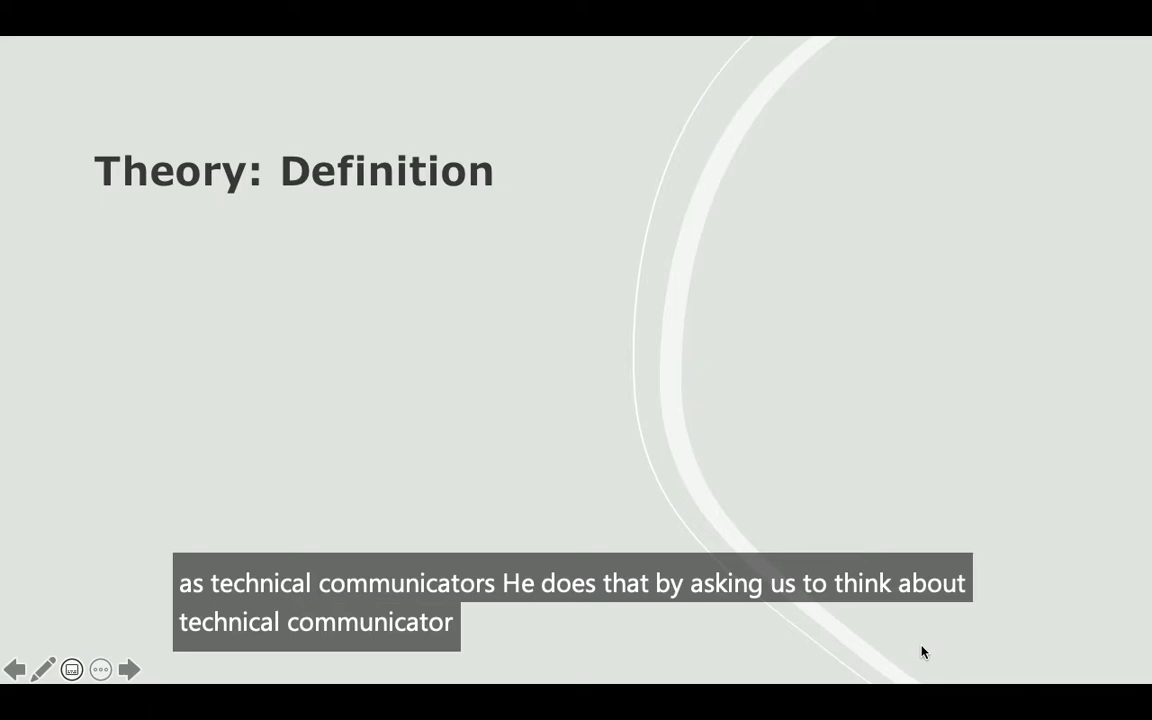 Theory: Definition
as technical communicators He does that by asking us to think about
technical communicator